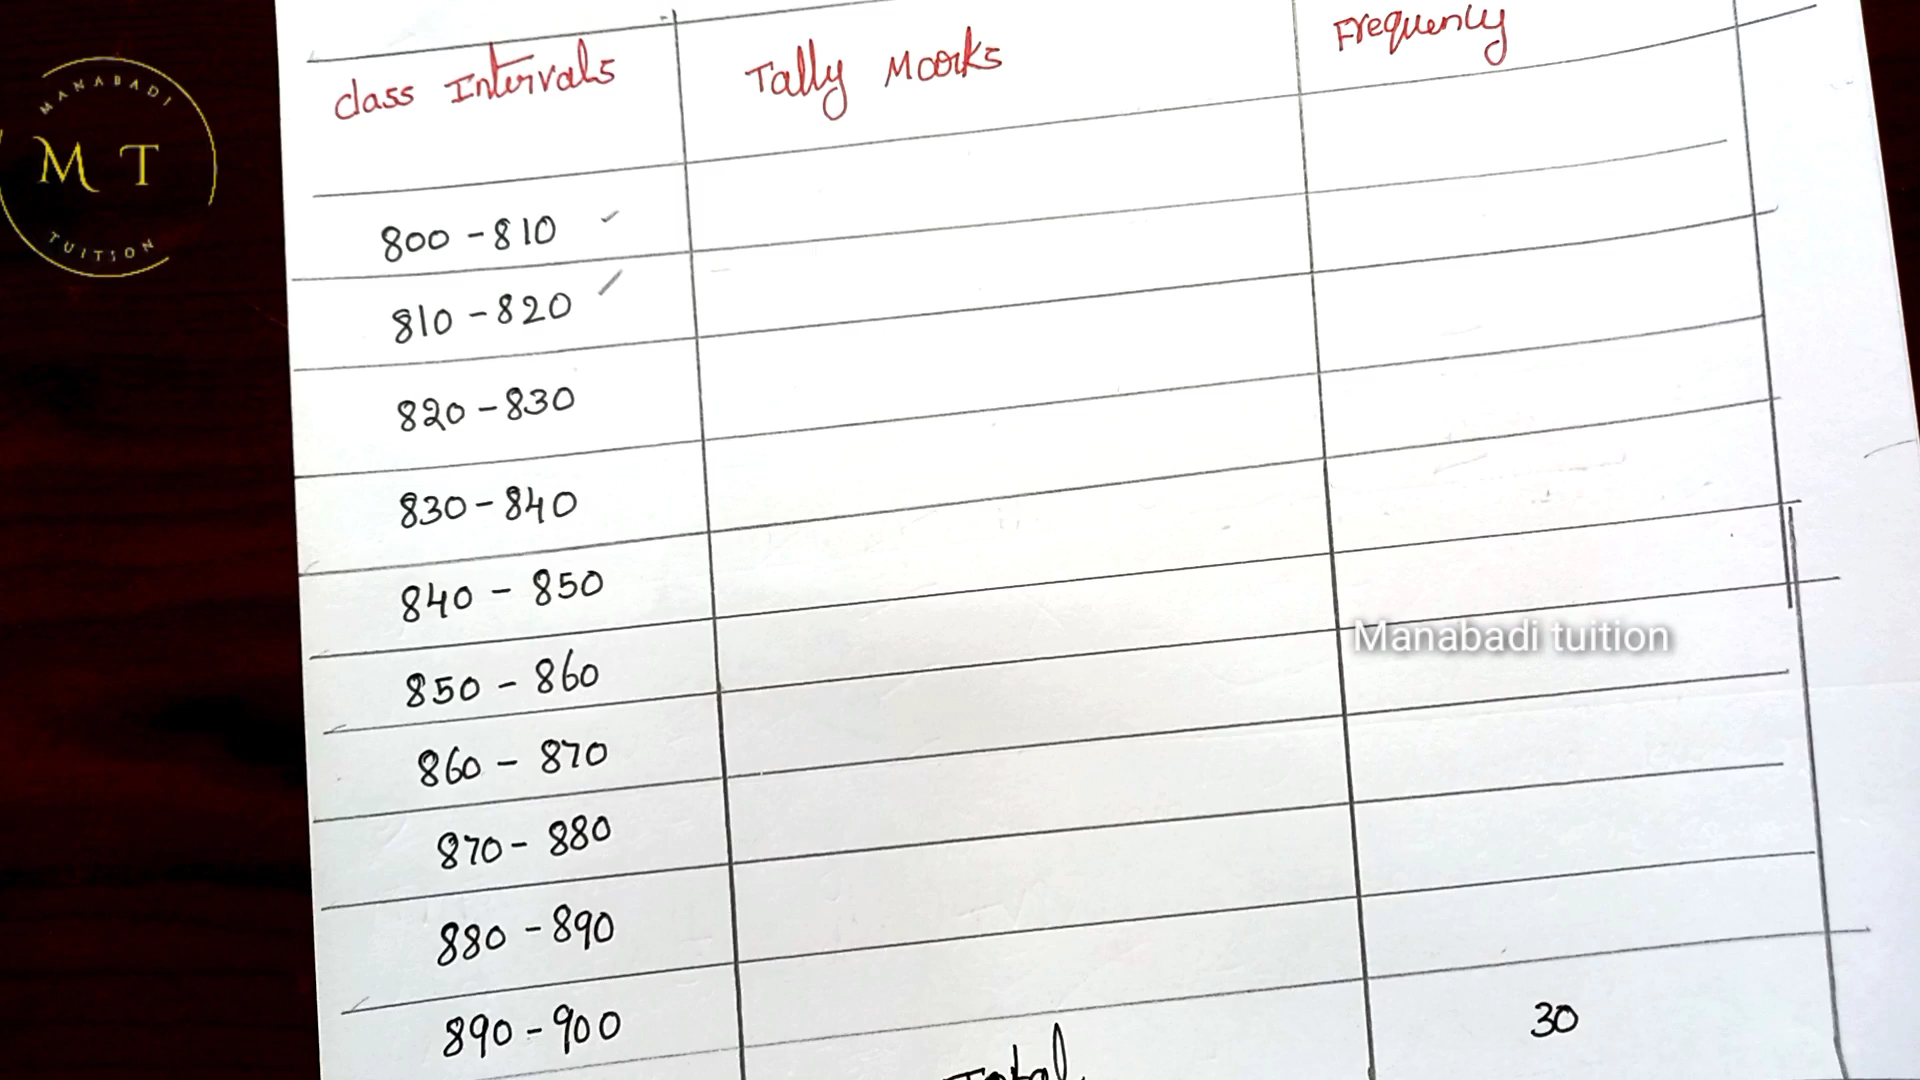 MANABADI
MT
TUITION
Class Intervals Tally Marks Frequency
800 - 810
810 - 820
820 - 830
830 - 840
840 - 850
850 - 860
Manabadi tuition
860 - 870
870 - 880
880 - 890
890 - 900 30
Total